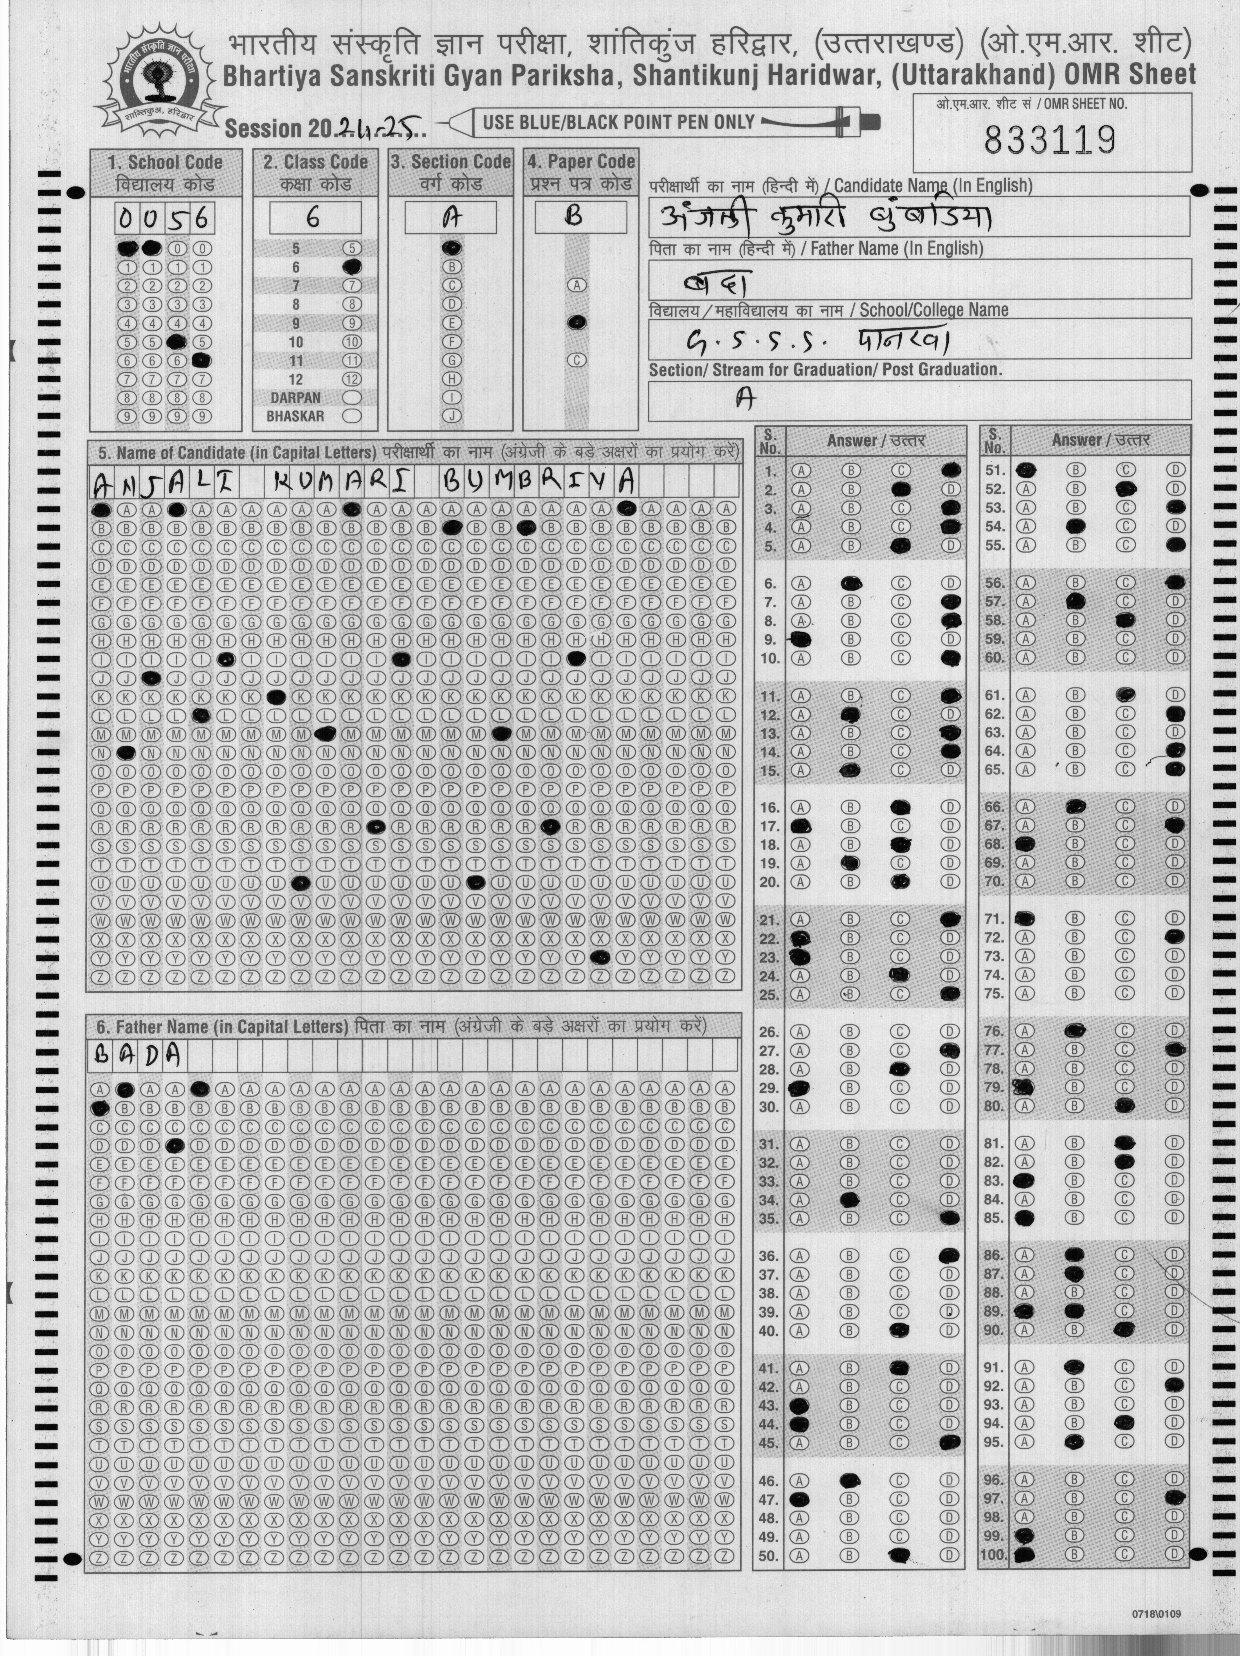 भारतीय संस्कृति ज्ञान परीक्षा, शांतिकुंज हरिद्वार, (उत्तराखण्ड) (ओ.एम.आर. शीट)
Bhartiya Sanskriti Gyan Pariksha, Shantikunj Haridwar, (Uttarakhand) OMR Sheet
Session 20 24-25
USE BLUE/BLACK POINT PEN ONLY
ओ.एम.आर. शीट सं / OMR SHEET NO.
833119
1. School Code
विद्यालय कोड
0056
2. Class Code
कक्षा कोड
6
3. Section Code
वर्ग कोड
A
4. Paper Code
प्रश्न पत्र कोड
B
परीक्षार्थी का नाम (हिन्दी में) / Candidate Name (In English)
अंजली कुमारी बुंबडिया
पिता का नाम (हिन्दी में) / Father Name (In English)
बदा
विद्यालय / महाविद्यालय का नाम / School/College Name
G.S.S.S. पानरवा
Section/ Stream for Graduation/ Post Graduation.
A
5
6
7
8
9
10
11
12
DARPAN
BHASKAR
5. Name of Candidate (in Capital Letters) परीक्षार्थी का नाम (अंग्रेजी के बड़े अक्षरों का प्रयोग करें)
ANJALI KUMARI BUMBRIYA
6. Father Name (in Capital Letters) पिता का नाम (अंग्रेजी के बड़े अक्षरों का प्रयोग करें)
BADA
S. No. Answer / उत्तर
S. No. Answer / उत्तर
0718\0109